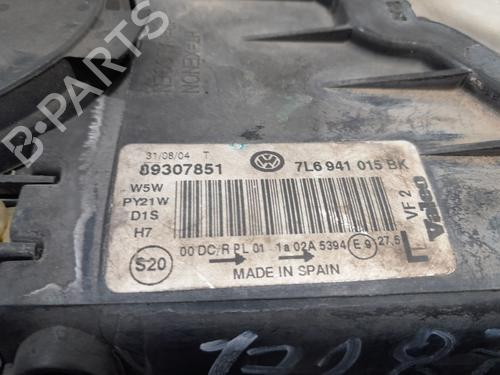 B-PARTS
31/08/04 T
89307851
7L6 941 015 BK
W5W
PY21W
D1S
H7
VF 2
Valeo
L
S20
00 DC/R PL 01 1a 02A 5394 E 9 27,5
MADE IN SPAIN